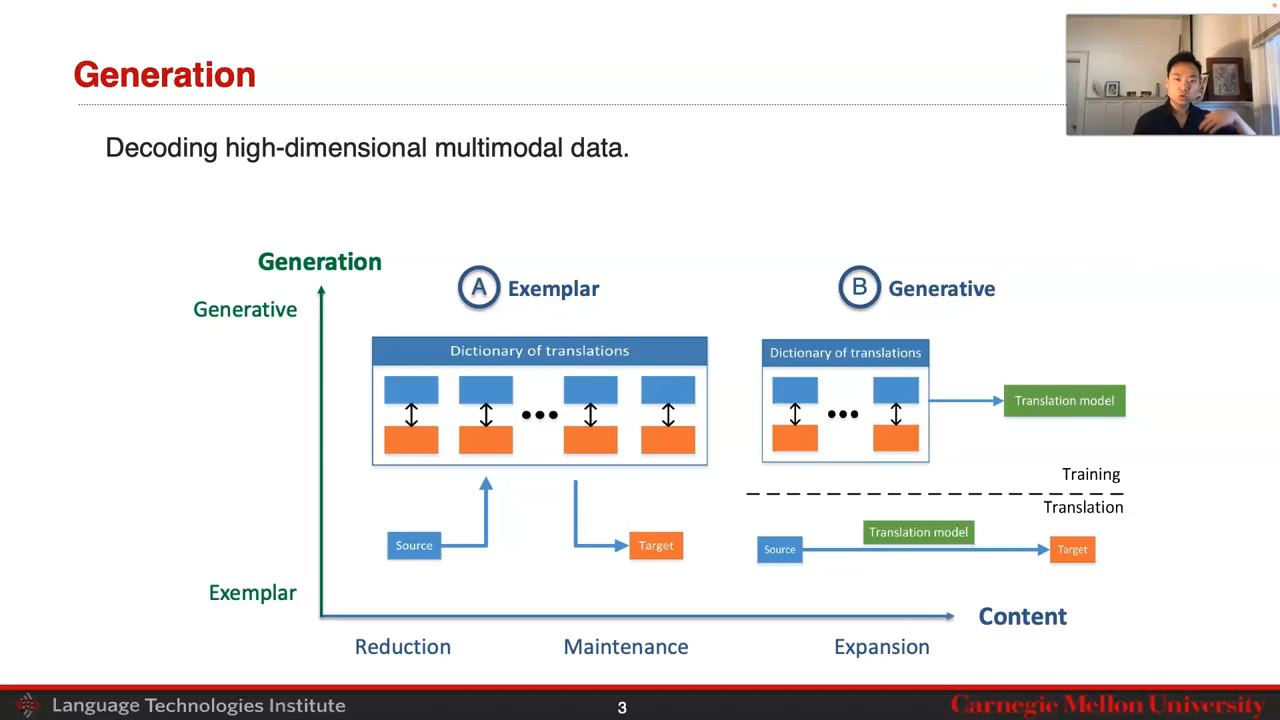 Generation
Decoding high-dimensional multimodal data.
Generation
Generative
Exemplar
A Exemplar
Dictionary of translations
...
Source
Target
B Generative
Dictionary of translations
...
Translation model
Training
Translation
Translation model
Source
Target
Content
Reduction
Maintenance
Expansion
Language Technologies Institute
3
Carnegie Mellon University